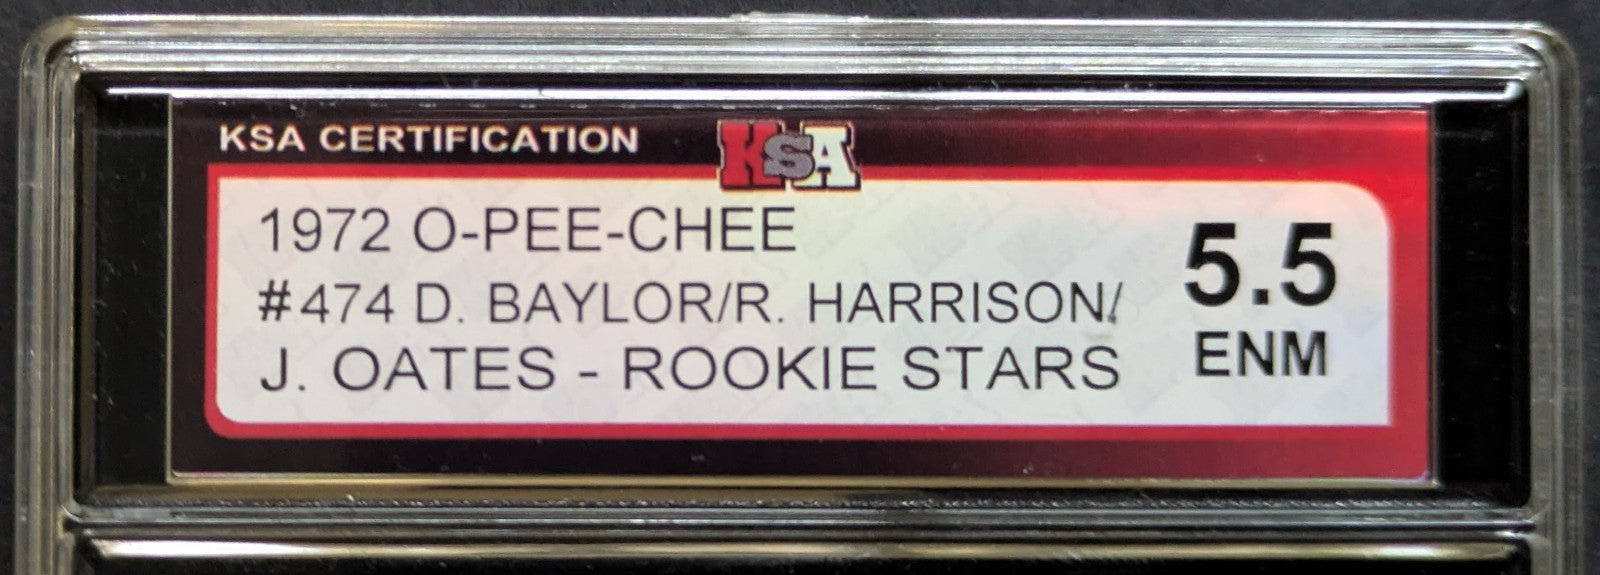 KSA CERTIFICATION
KSA
1972 O-PEE-CHEE
#474 D. BAYLOR/R. HARRISON/
J. OATES - ROOKIE STARS
5.5
ENM